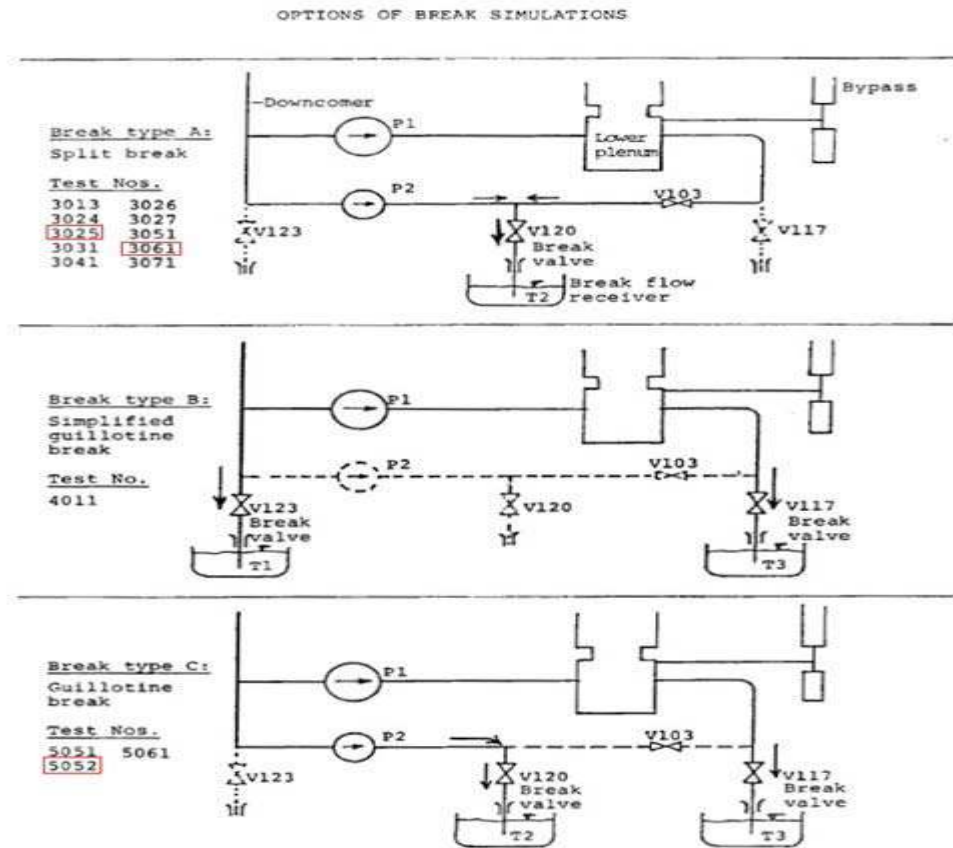 OPTIONS OF BREAK SIMULATIONS
Downcomer
Bypass
P1
Break type A:
Split break
Lower
plenum
Test Nos.
P2
V103
3013 3026
3024 3027
3025 3051
3031 3061
3041 3071
V123
V120
Break
valve
V117
T2
Break flow
receiver
Break type B:
Simplified
guillotine
break
P1
Test No.
4011
P2
V103
V123
Break
valve
V120
V117
Break
valve
T1
T3
Break type C:
Guillotine
break
P1
Test Nos.
5051 5061
5052
P2
V103
V123
V120
Break
valve
V117
Break
valve
T2
T3